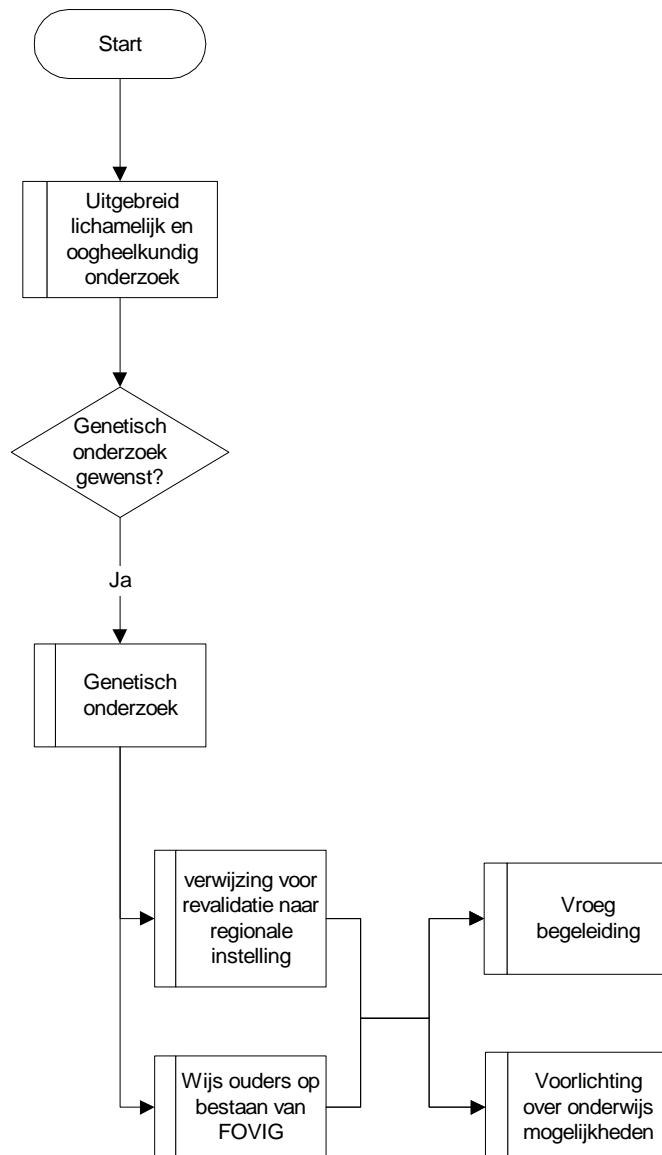 Start
Uitgebreid
lichamelijk en
oogheelkundig
onderzoek
Genetisch
onderzoek
gewenst?
Ja
Genetisch
onderzoek
verwijzing voor
revalidatie naar
regionale
instelling
Vroeg
begeleiding
Wijs ouders op
bestaan van
FOVIG
Voorlichting
over onderwijs
mogelijkheden